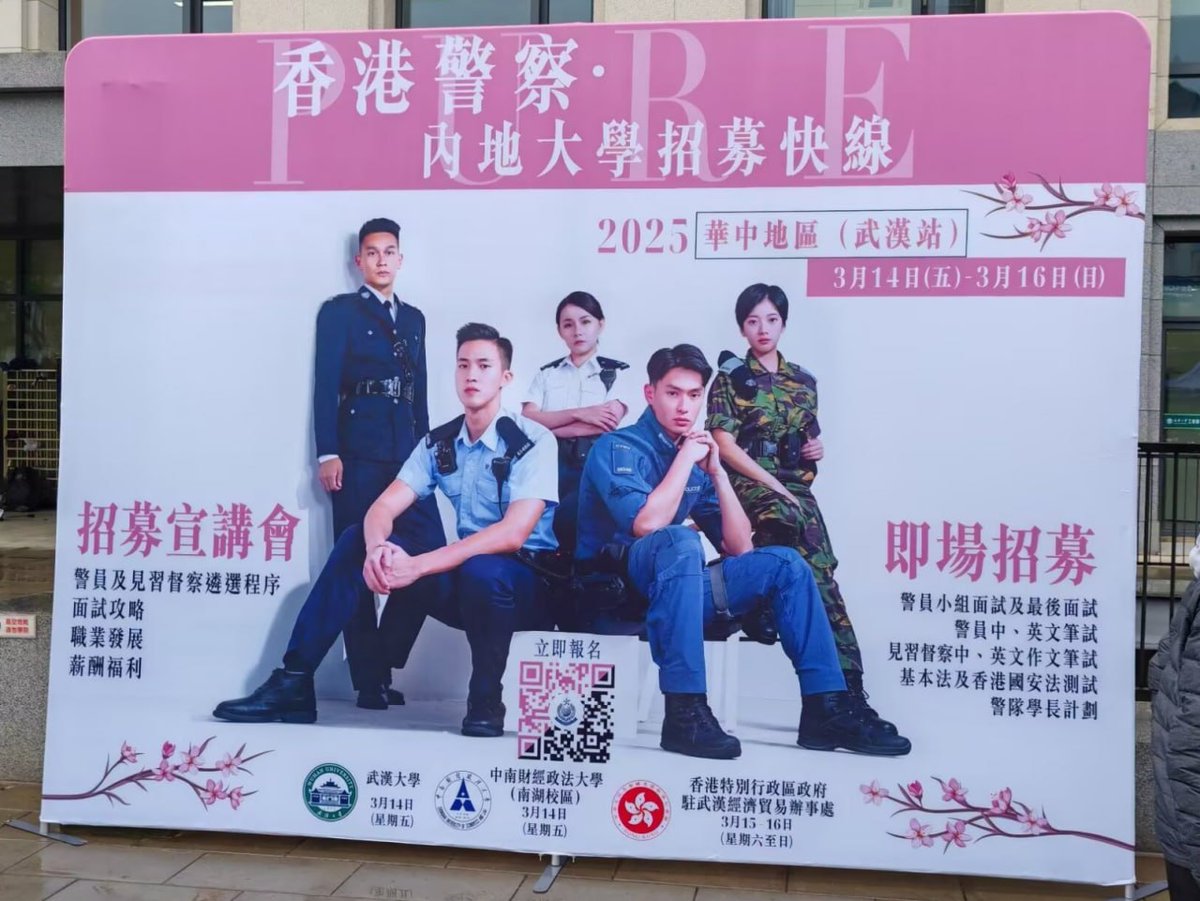 PURE
香港警察·
內地大學招募快線
2025 華中地區（武漢站）
3月14日(五)-3月16日(日)
招募宣講會
警員及見習督察遴選程序
面試攻略
職業發展
薪酬福利
即場招募
警員小組面試及最後面試
警員中、英文筆試
見習督察中、英文作文筆試
基本法及香港國安法測試
警隊學長計劃
立即報名
武漢大學
3月14日
(星期五)
中南財經政法大學
(南湖校區)
3月14日
(星期五)
香港特別行政區政府
駐武漢經濟貿易辦事處
3月15-16日
(星期六至日)